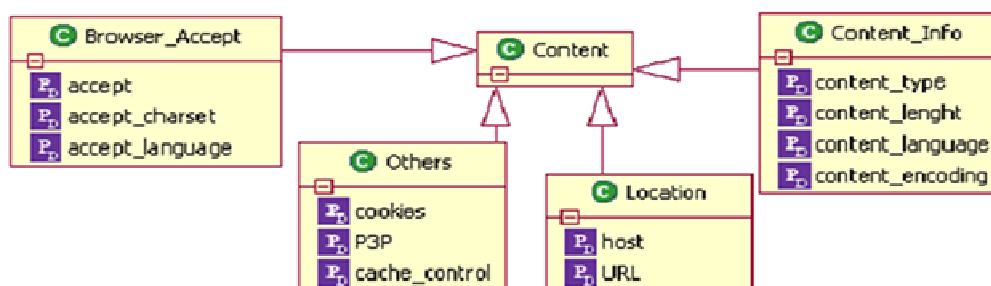 Browser_Accept
accept
accept_charset
accept_language
Content
Content_Info
content_type
content_lenght
content_language
content_encoding
Others
cookies
P3P
cache_control
Location
host
URL